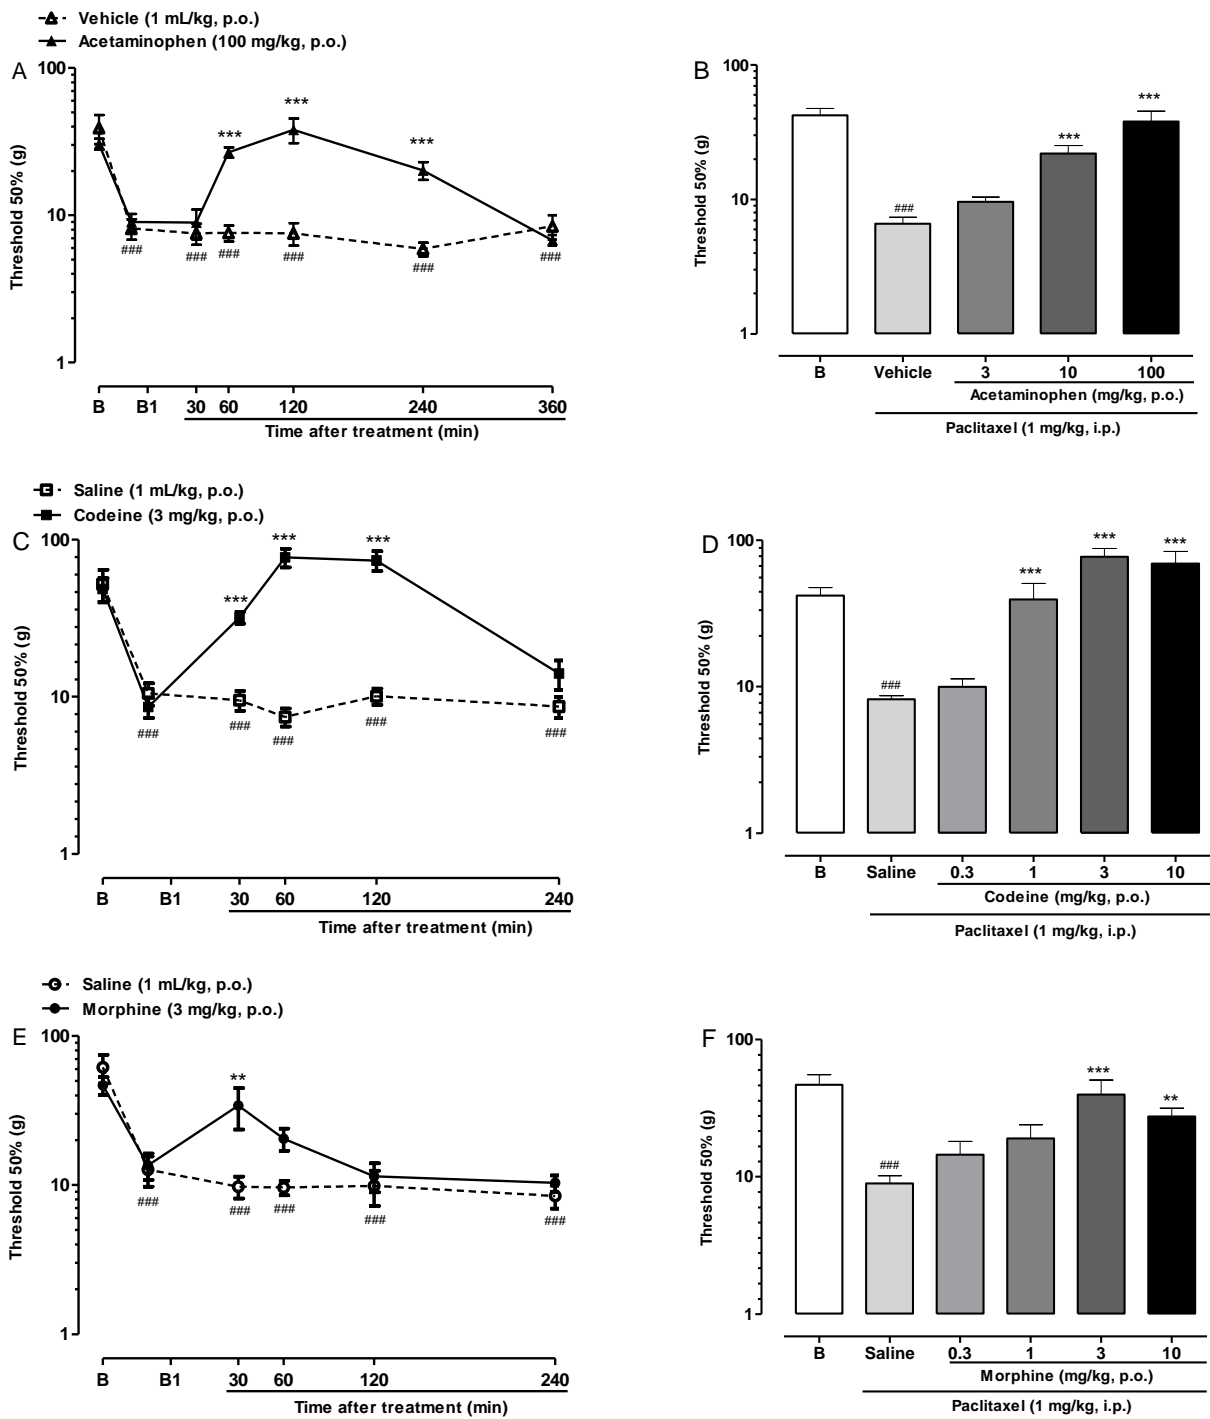 Vehicle (1 mL/kg, p.o.)
Acetaminophen (100 mg/kg, p.o.)
A
Threshold 50% (g)
100
10
1
***
***
***
###
###
###
###
###
###
B
B1
30
60
120
240
360
Time after treatment (min)
B
Threshold 50% (g)
100
10
1
###
***
***
B
Vehicle
3
10
100
Acetaminophen (mg/kg, p.o.)
Paclitaxel (1 mg/kg, i.p.)
Saline (1 mL/kg, p.o.)
Codeine (3 mg/kg, p.o.)
C
Threshold 50% (g)
100
10
1
***
***
***
###
###
###
###
###
B
B1
30
60
120
240
Time after treatment (min)
D
Threshold 50% (g)
100
10
1
###
***
***
***
B
Saline
0.3
1
3
10
Codeine (mg/kg, p.o.)
Paclitaxel (1 mg/kg, i.p.)
Saline (1 mL/kg, p.o.)
Morphine (3 mg/kg, p.o.)
E
Threshold 50% (g)
100
10
1
**
###
###
###
###
###
B
B1
30
60
120
240
Time after treatment (min)
F
Threshold 50% (g)
100
10
1
###
***
**
B
Saline
0.3
1
3
10
Morphine (mg/kg, p.o.)
Paclitaxel (1 mg/kg, i.p.)